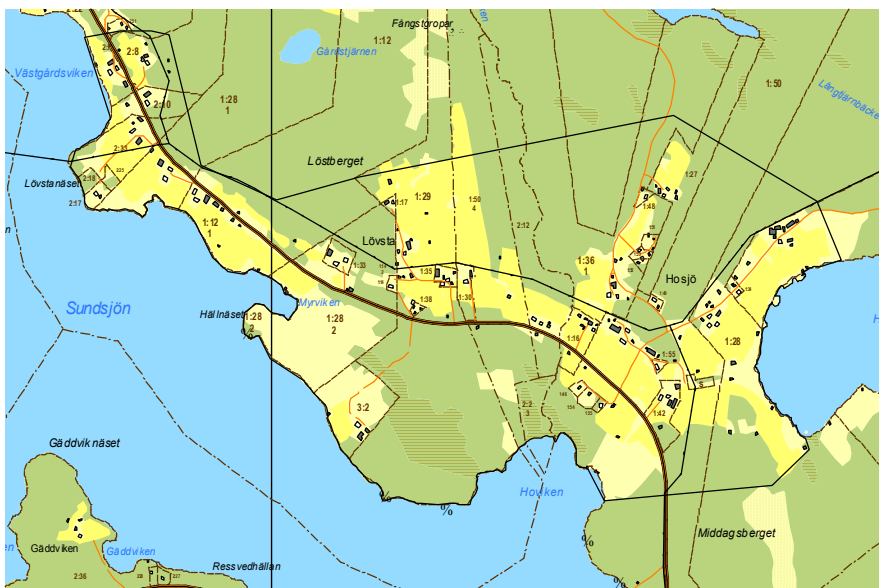 Fångstgropar,
1:12
Gårdstjärnen
2:8
Västgårdsviken
2:10
1:28
1
1:50
Långtjärnbäcken
2:33
Löstberget
2:18
Lövstanäset
2:17
1:17
1:29
1:50
4
1:27
1:48
1:12
1
2:12
Lövsta
1:33
1:35
1:36
1
Hosjö
1:38
1:30
Sundsjön
Myrviken
Hällnäset
1:28
2
1:28
2
1:16
1:28
1:55
S
3:2
2:2
3
1:42
Gäddviknäset
Hoviken
%
%
%
%
Middagsberget
Gäddviken
Gäddviken
Ressvedhällan
2:36